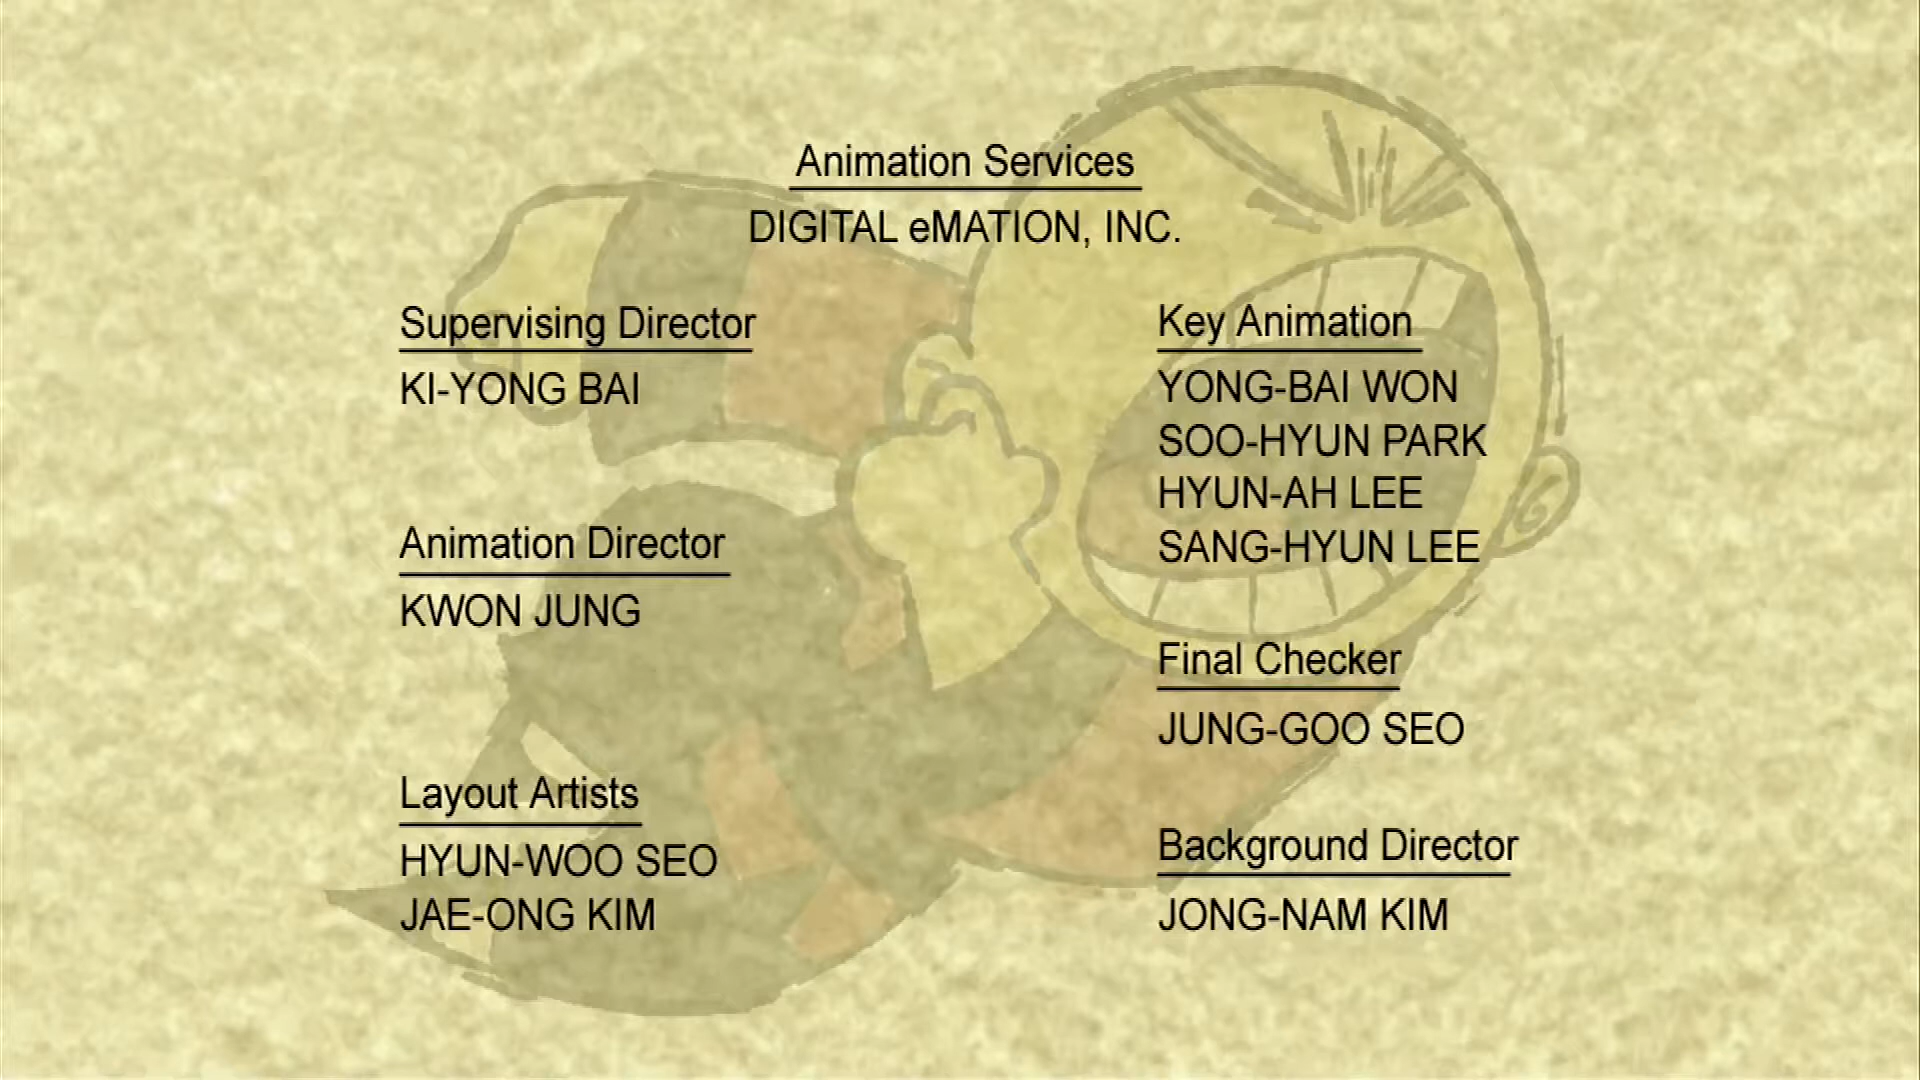 Animation Services
DIGITAL eMATION, INC.
Supervising Director
KI-YONG BAI
Animation Director
KWON JUNG
Layout Artists
HYUN-WOO SEO
JAE-ONG KIM
Key Animation
YONG-BAI WON
SOO-HYUN PARK
HYUN-AH LEE
SANG-HYUN LEE
Final Checker
JUNG-GOO SEO
Background Director
JONG-NAM KIM